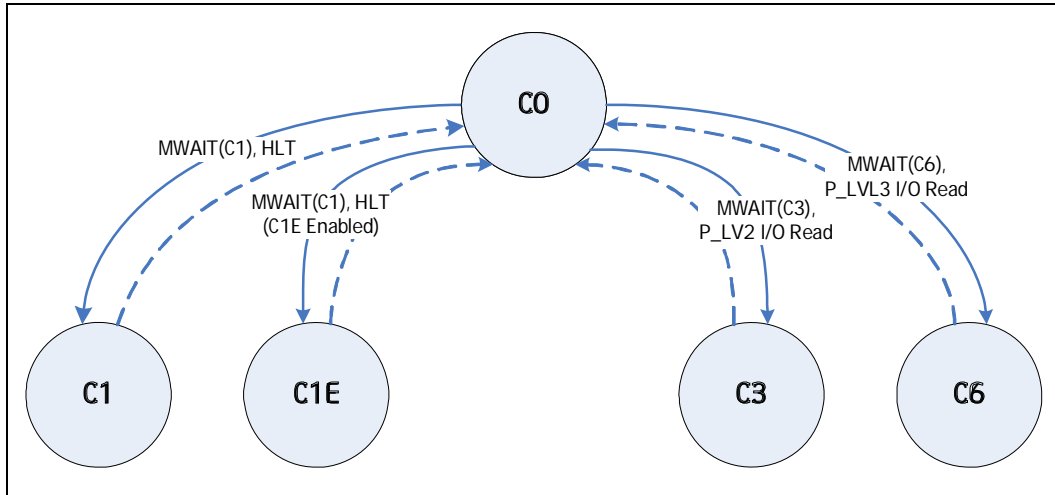 C0
MWAIT(C1), HLT
MWAIT(C1), HLT
(C1E Enabled)
MWAIT(C3),
P_LV2 I/O Read
MWAIT(C6),
P_LVL3 I/O Read
C1
C1E
C3
C6